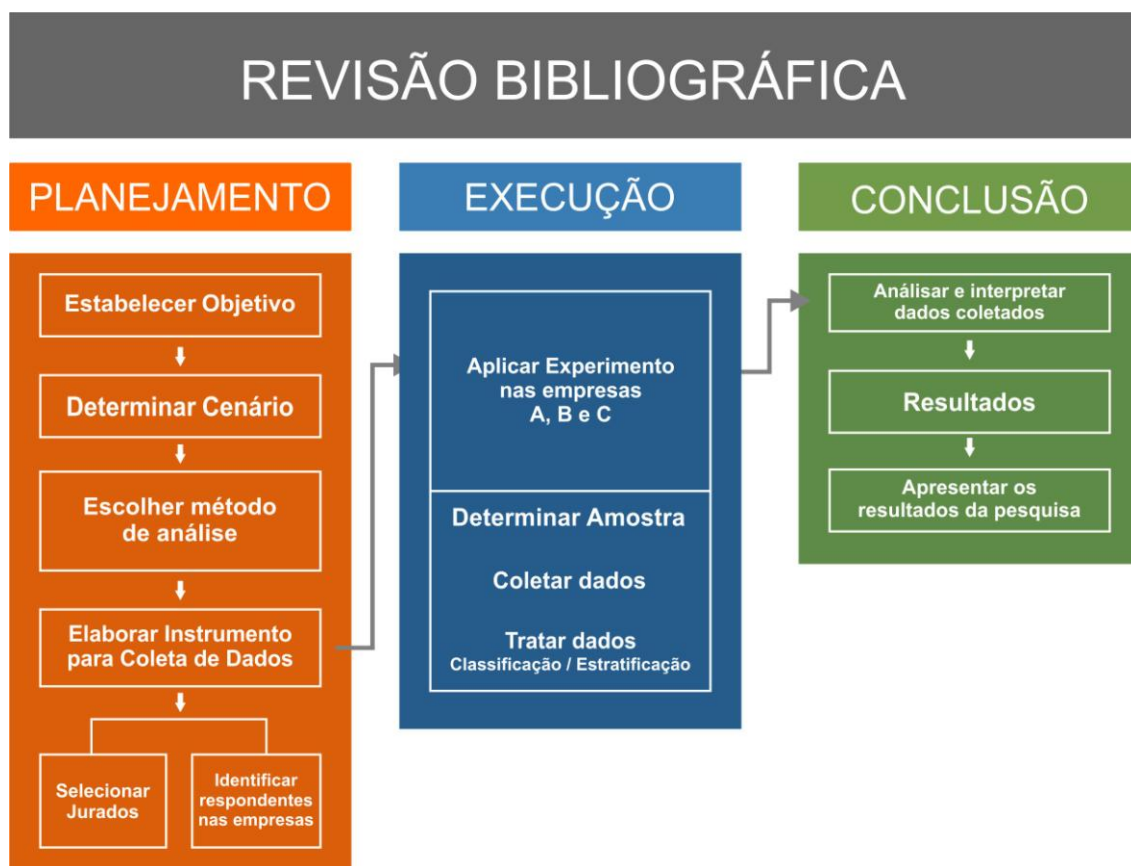 REVISÃO BIBLIOGRÁFICA
PLANEJAMENTO
Estabelecer Objetivo
Determinar Cenário
Escolher método
de análise
Elaborar Instrumento
para Coleta de Dados
Selecionar
Jurados
Identificar
respondentes
nas empresas
EXECUÇÃO
Aplicar Experimento
nas empresas
A, B e C
Determinar Amostra
Coletar dados
Tratar dados
Classificação / Estratificação
CONCLUSÃO
Análisar e interpretar
dados coletados
Resultados
Apresentar os
resultados da pesquisa